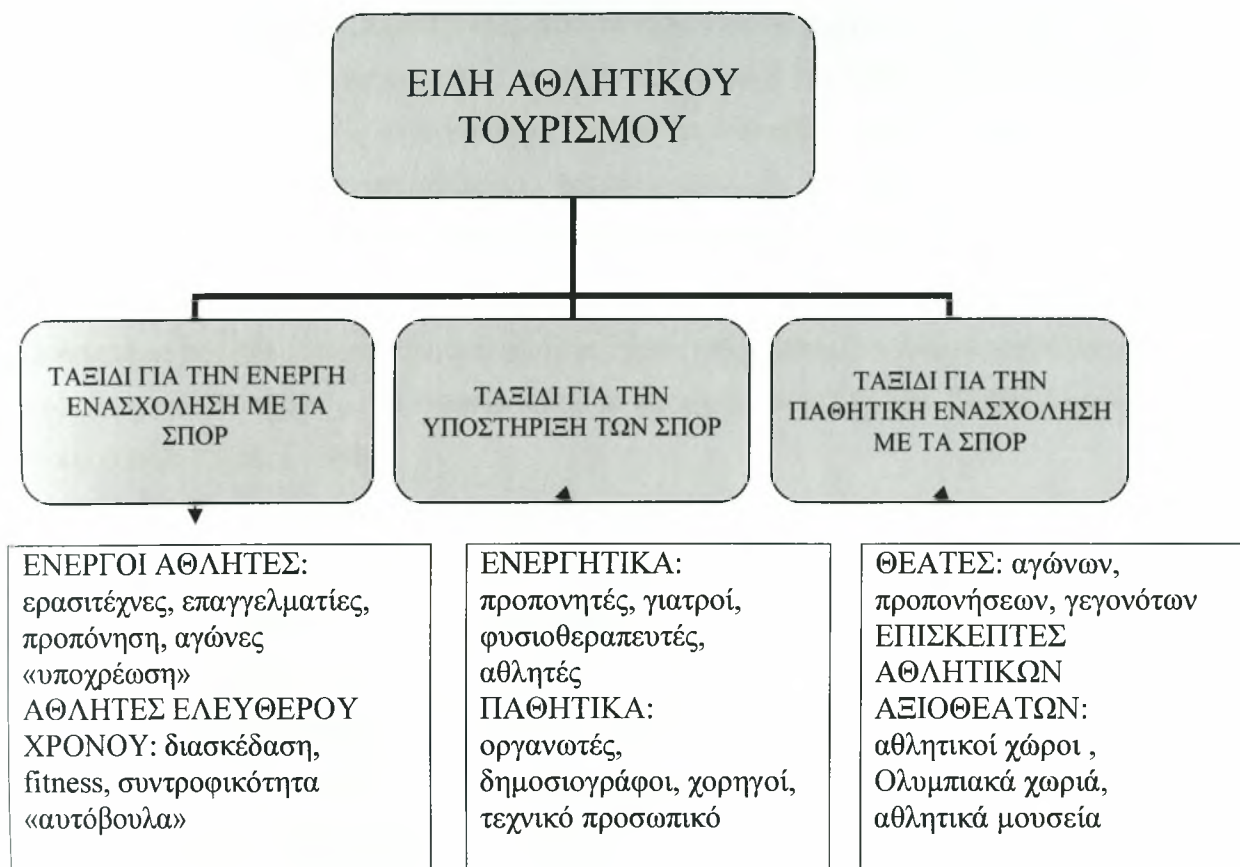 ΕΙΔΗ ΑΘΛΗΤΙΚΟΥ
ΤΟΥΡΙΣΜΟΥ
ΤΑΞΙΔΙ ΓΙΑ ΤΗΝ ΕΝΕΡΓΗ
ΕΝΑΣΧΟΛΗΣΗ ΜΕ ΤΑ
ΣΠΟΡ
ΤΑΞΙΔΙ ΓΙΑ ΤΗΝ
ΥΠΟΣΤΗΡΙΞΗ ΤΩΝ ΣΠΟΡ
ΤΑΞΙΔΙ ΓΙΑ ΤΗΝ
ΠΑΘΗΤΙΚΗ ΕΝΑΣΧΟΛΗΣΗ
ΜΕ ΤΑ ΣΠΟΡ
ΕΝΕΡΓΟΙ ΑΘΛΗΤΕΣ:
ερασιτέχνες, επαγγελματίες,
προπόνηση, αγώνες
«υποχρέωση»
ΑΘΛΗΤΕΣ ΕΛΕΥΘΕΡΟΥ
ΧΡΟΝΟΥ: διασκέδαση,
fitness, συντροφικότητα
«αυτόβουλα»
ΕΝΕΡΓΗΤΙΚΑ:
προπονητές, γιατροί,
φυσιοθεραπευτές,
αθλητές
ΠΑΘΗΤΙΚΑ:
οργανωτές,
δημοσιογράφοι, χορηγοί,
τεχνικό προσωπικό
ΘΕΑΤΕΣ: αγώνων,
προπονήσεων, γεγονότων
ΕΠΙΣΚΕΠΤΕΣ
ΑΘΛΗΤΙΚΩΝ
ΑΞΙΟΘΕΑΤΩΝ:
αθλητικοί χώροι ,
Ολυμπιακά χωριά,
αθλητικά μουσεία